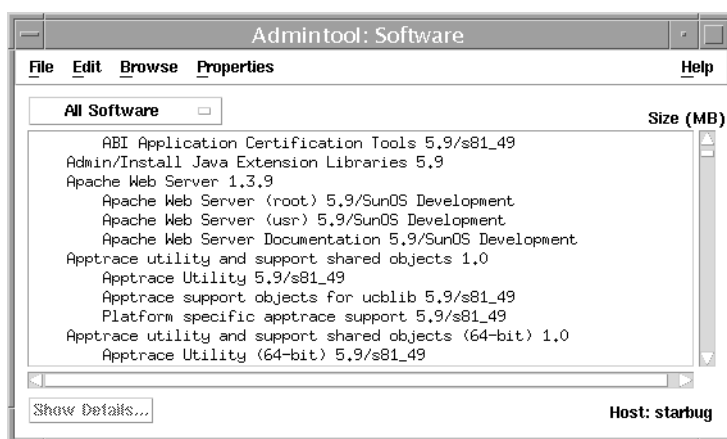 Admintool: Software
File Edit Browse Properties Help
All Software
Size (MB)
ABI Application Certification Tools 5.9/s81_49
Admin/Install Java Extension Libraries 5.9
Apache Web Server 1.3.9
Apache Web Server (root) 5.9/SunOS Development
Apache Web Server (usr) 5.9/SunOS Development
Apache Web Server Documentation 5.9/SunOS Development
Apptrace utility and support shared objects 1.0
Apptrace Utility 5.9/s81_49
Apptrace support objects for ucblib 5.9/s81_49
Platform specific apptrace support 5.9/s81_49
Apptrace utility and support shared objects (64-bit) 1.0
Apptrace Utility (64-bit) 5.9/s81_49
Show Details...
Host: starbug